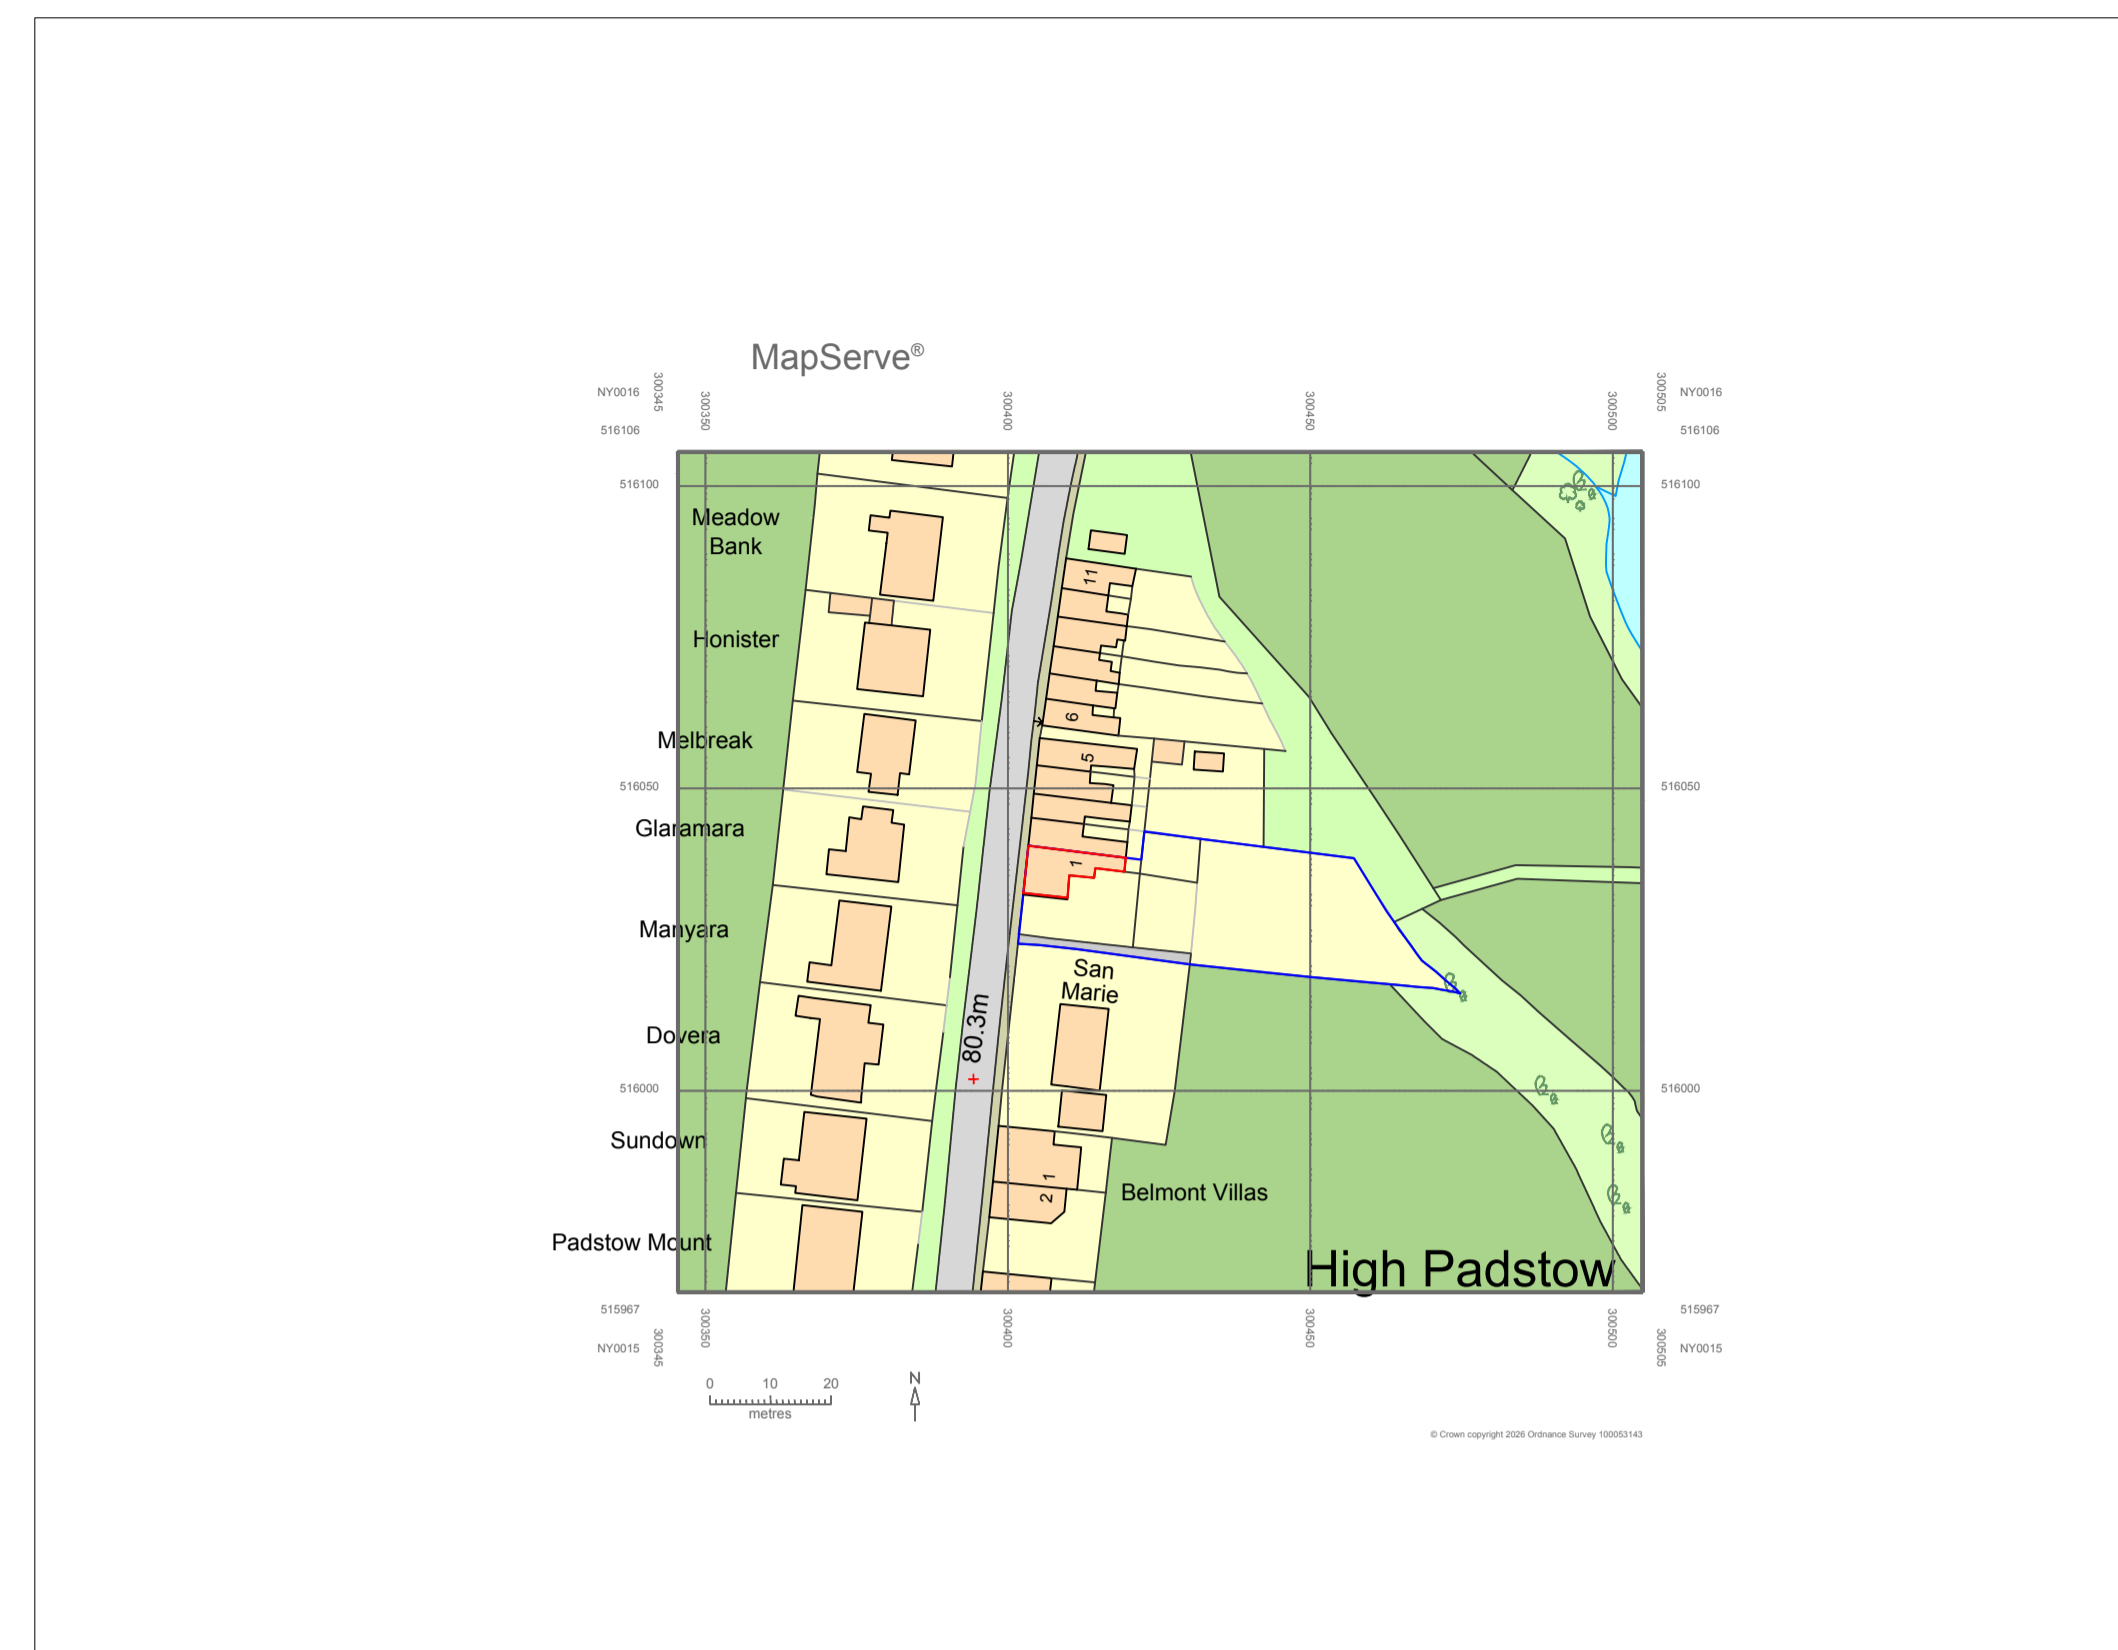 MapServe®
NY0016
300345
300350
300400
300450
300500
300505
NY0016
516106
516106
516100
516100
Meadow
Bank
11
Honister
6
Melbreak
5
516050
516050
Glaramara
1
Manyara
San
Marie
80.3m
Dovera
516000
516000
Sundown
1
2
Belmont Villas
Padstow Mount
High Padstow
515967
515967
NY0015
300345
300350
300400
300450
300500
300505
NY0015
0 10 20
metres
N
© Crown copyright 2026 Ordnance Survey 100053143